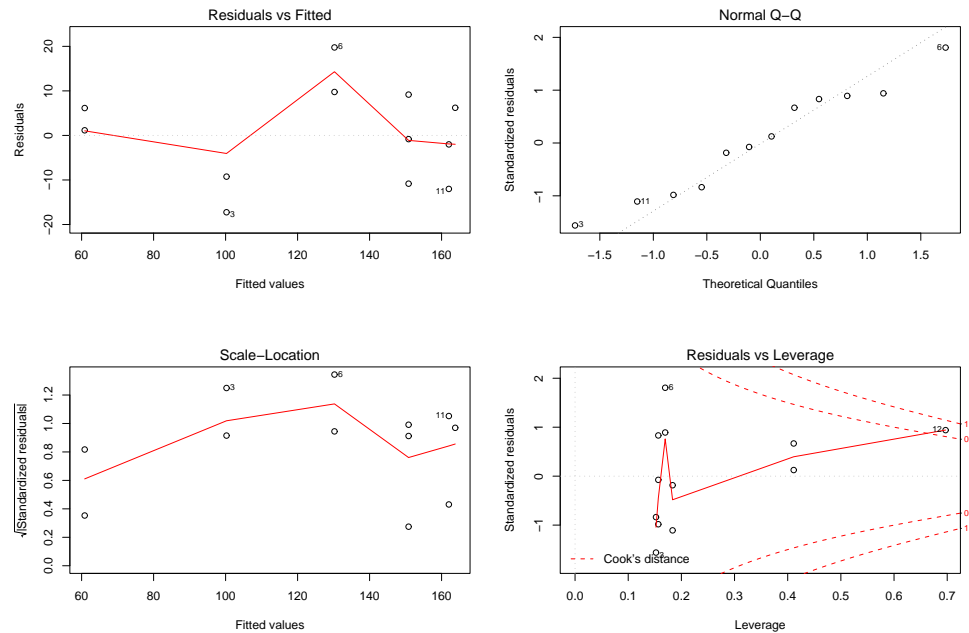 Residuals vs Fitted
Residuals
20
10
0
−10
−20
6
3
11
60 80 100 120 140 160
Fitted values
Normal Q−Q
Standardized residuals
2
1
0
−1
6
11
3
−1.5 −1.0 −0.5 0.0 0.5 1.0 1.5
Theoretical Quantiles
Scale−Location
√|Standardized residuals|
1.2
1.0
0.8
0.6
0.4
0.2
0.0
6
3
11
60 80 100 120 140 160
Fitted values
Residuals vs Leverage
Standardized residuals
2
1
0
−1
6
12
1
0
0
1
Cook's distance
0.0 0.1 0.2 0.3 0.4 0.5 0.6 0.7
Leverage